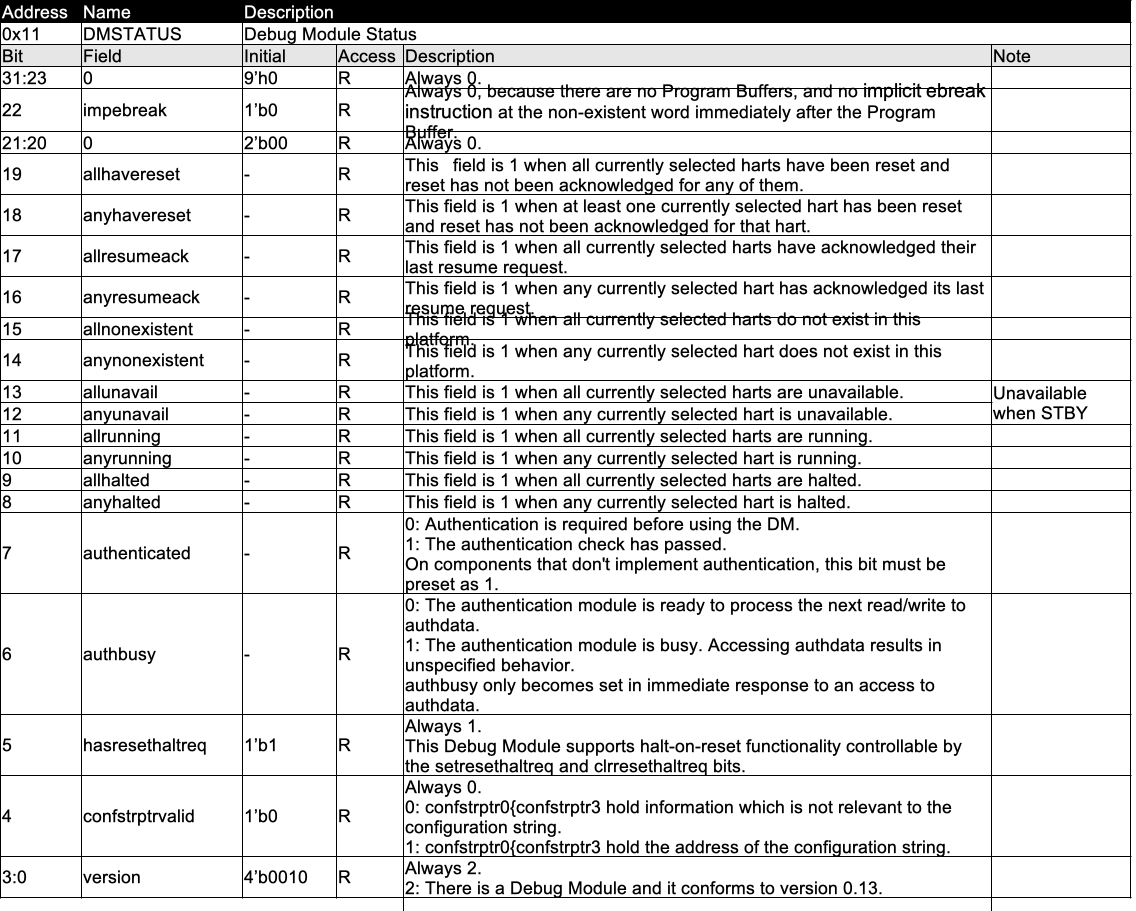 Address Name Description
0x11 DMSTATUS Debug Module Status
Bit Field Initial Access Description Note
31:23 0 9'h0 R Always 0.
22 impebreak 1'b0 R Always 0, because there are no Program Buffers, and no implicit ebreak
instruction at the non-existent word immediately after the Program
Buffer.
21:20 0 2'b00 R Always 0.
19 allhavereset - R This field is 1 when all currently selected harts have been reset and
reset has not been acknowledged for any of them.
18 anyhavereset - R This field is 1 when at least one currently selected hart has been reset
and reset has not been acknowledged for that hart.
17 allresumeack - R This field is 1 when all currently selected harts have acknowledged their
last resume request.
16 anyresumeack - R This field is 1 when any currently selected hart has acknowledged its last
resume request.
15 allnonexistent - R This field is 1 when all currently selected harts do not exist in this
platform.
14 anynonexistent - R This field is 1 when any currently selected hart does not exist in this
platform.
13 allunavail - R This field is 1 when all currently selected harts are unavailable. Unavailable
12 anyunavail - R This field is 1 when any currently selected hart is unavailable. when STBY
11 allrunning - R This field is 1 when all currently selected harts are running.
10 anyrunning - R This field is 1 when any currently selected hart is running.
9 allhalted - R This field is 1 when all currently selected harts are halted.
8 anyhalted - R This field is 1 when any currently selected hart is halted.
7 authenticated - R 0: Authentication is required before using the DM.
1: The authentication check has passed.
On components that don't implement authentication, this bit must be
preset as 1.
6 authbusy - R 0: The authentication module is ready to process the next read/write to
authdata.
1: The authentication module is busy. Accessing authdata results in
unspecified behavior.
authbusy only becomes set in immediate response to an access to
authdata.
5 hasresethaltreq 1'b1 R Always 1.
This Debug Module supports halt-on-reset functionality controllable by
the setresethaltreq and clrresethaltreq bits.
4 confstrptrvalid 1'b0 R Always 0.
0: confstrptr0{confstrptr3 hold information which is not relevant to the
configuration string.
1: confstrptr0{confstrptr3 hold the address of the configuration string.
3:0 version 4'b0010 R Always 2.
2: There is a Debug Module and it conforms to version 0.13.